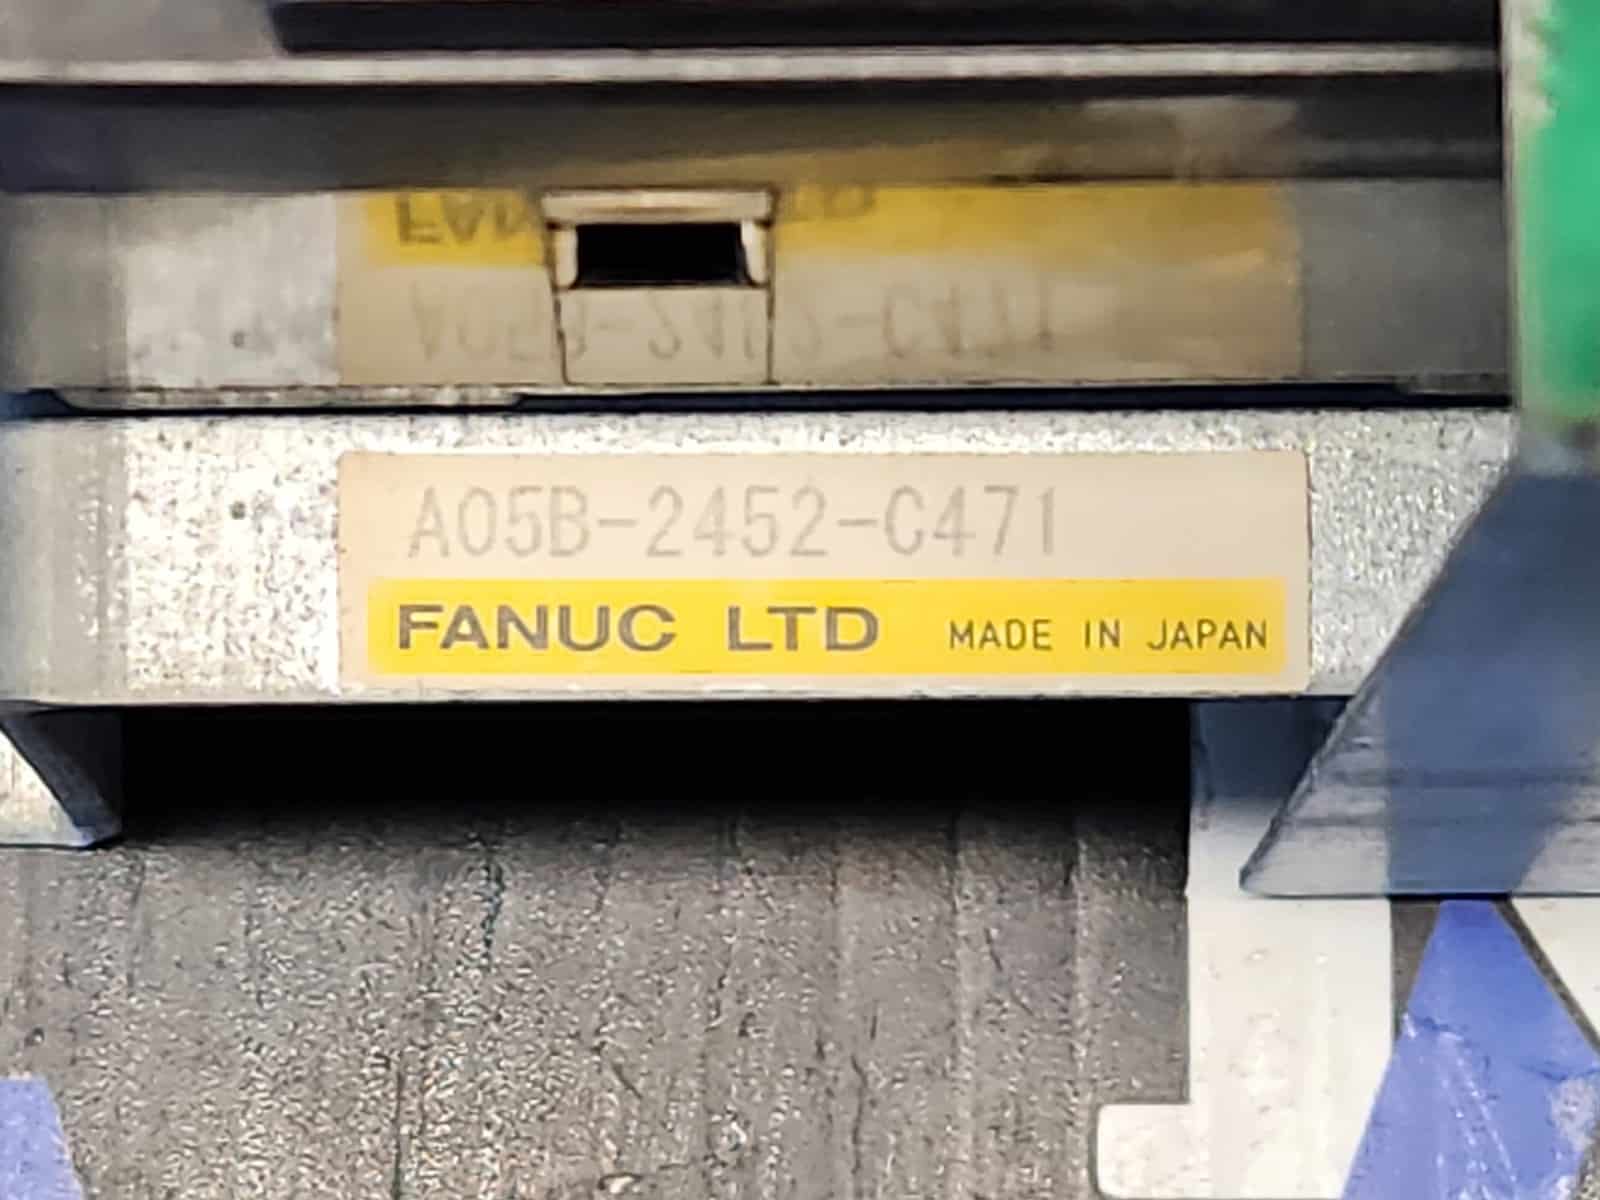 A05B-2452-C471
FANUC LTD MADE IN JAPAN